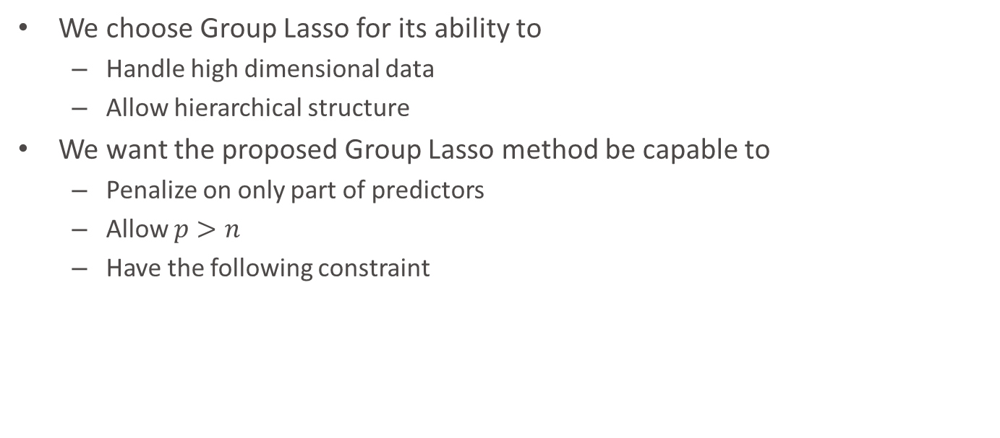 • We choose Group Lasso for its ability to
– Handle high dimensional data
– Allow hierarchical structure
• We want the proposed Group Lasso method be capable to
– Penalize on only part of predictors
– Allow p > n
– Have the following constraint